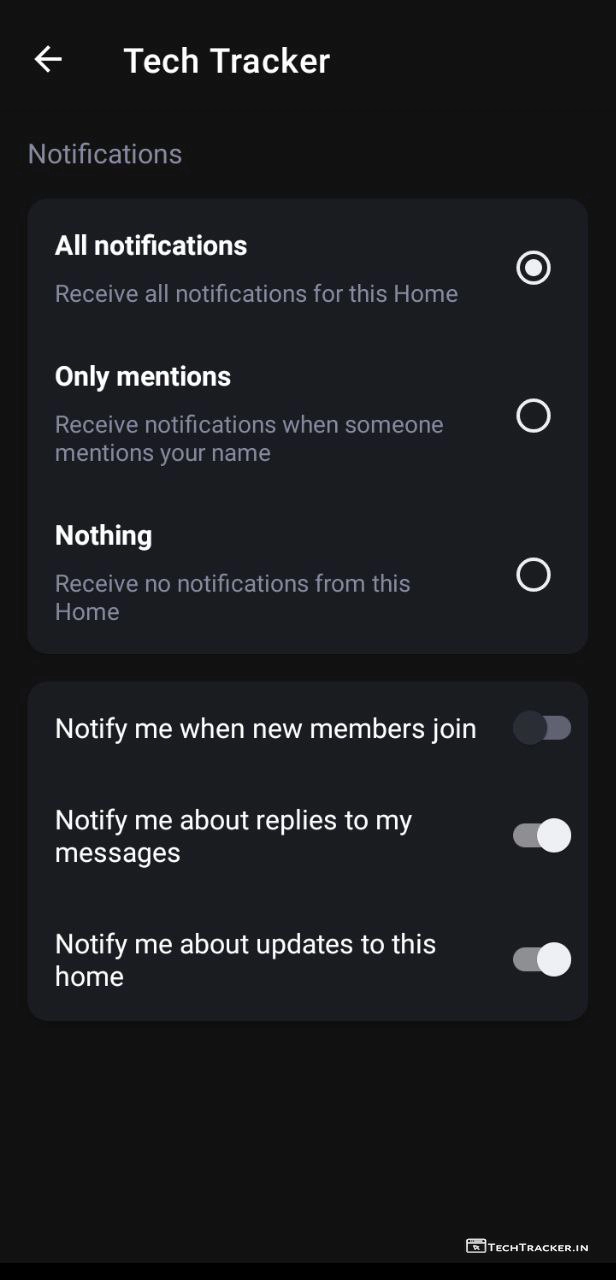 Tech Tracker
Notifications
All notifications
Receive all notifications for this Home
Only mentions
Receive notifications when someone
mentions your name
Nothing
Receive no notifications from this
Home
Notify me when new members join
Notify me about replies to my
messages
Notify me about updates to this
home
TECHTRACKER.IN